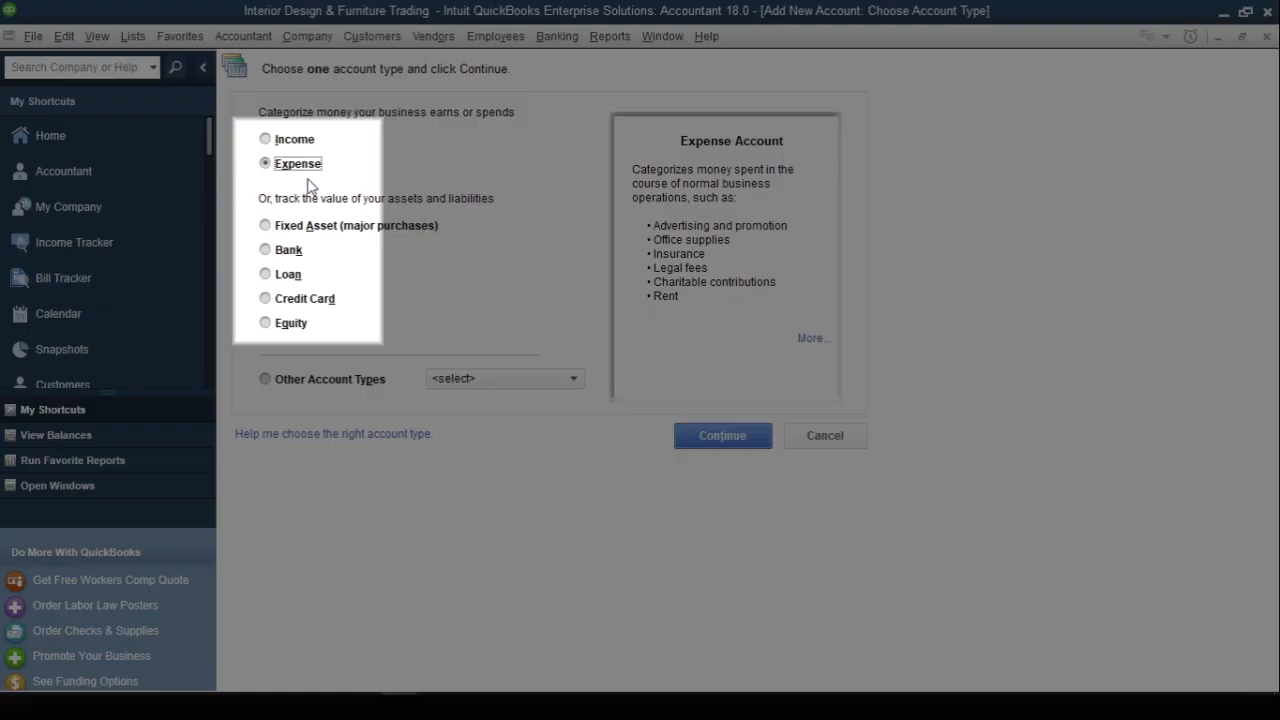 Interior Design & Furniture Trading - Intuit QuickBooks Enterprise Solutions: Accountant 18.0 - [Add New Account: Choose Account Type]
File Edit View Lists Favorites Accountant Company Customers Vendors Employees Banking Reports Window Help
Search Company or Help
My Shortcuts
Home
Accountant
My Company
Income Tracker
Bill Tracker
Calendar
Snapshots
Customers
My Shortcuts
View Balances
Run Favorite Reports
Open Windows
Do More With QuickBooks
Get Free Workers Comp Quote
Order Labor Law Posters
Order Checks & Supplies
Promote Your Business
See Funding Options
Choose one account type and click Continue.
Categorize money your business earns or spends
Income
Expense
Or, track the value of your assets and liabilities
Fixed Asset (major purchases)
Bank
Loan
Credit Card
Equity
Other Account Types <select>
Expense Account
Categorizes money spent in the
course of normal business
operations, such as:
• Advertising and promotion
• Office supplies
• Insurance
• Legal fees
• Charitable contributions
• Rent
More...
Help me choose the right account type.
Continue Cancel